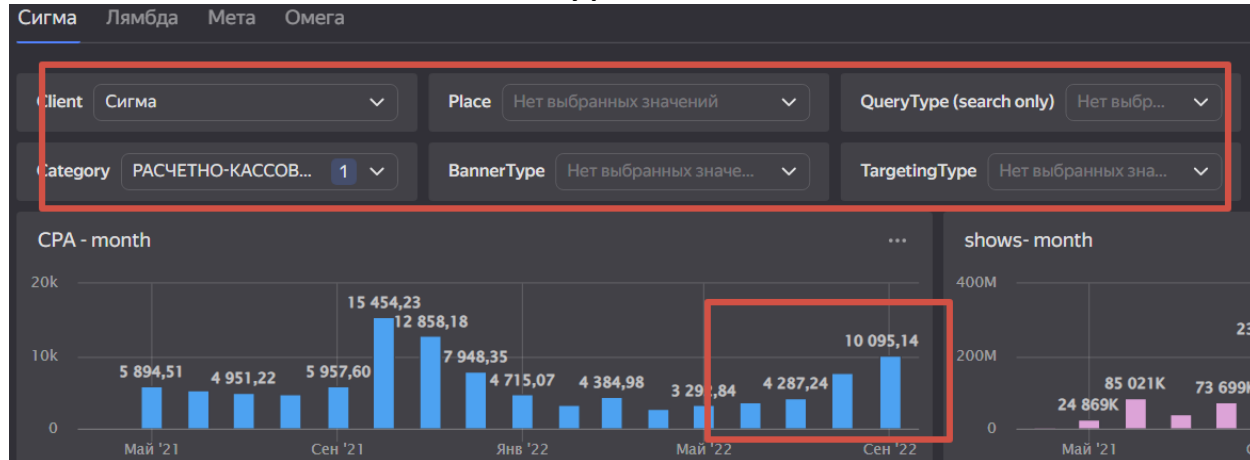 Сигма Лямбда Мета Омега
Client Сигма Place Нет выбранных значений QueryType (search only) Нет выбр...
Category РАСЧЕТНО-КАССОВ... 1 BannerType Нет выбранных значе... TargetingType Нет выбранных зна...
CPA - month shows- month
20k 400M
15 454,23
12 858,18
10 095,14 23
10k 7 948,35 200M
5 894,51 4 951,22 5 957,60 4 715,07 4 384,98 3 292,84 4 287,24 85 021K 73 699K
24 869K
0 0
Май '21 Сен '21 Янв '22 Май '22 Сен '22 Май '21